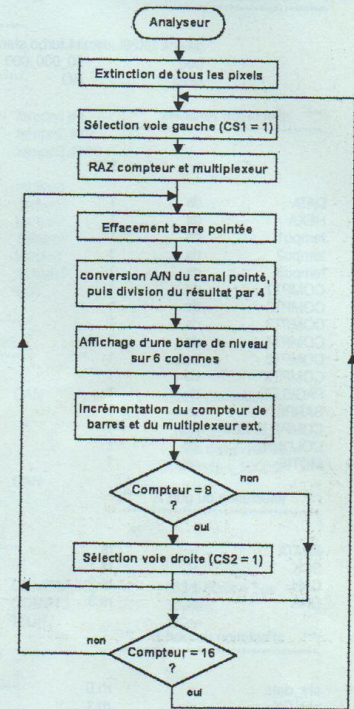 Analyseur
Extinction de tous les pixels
Sélection voie gauche (CS1 = 1)
RAZ compteur et multiplexeur
Effacement barre pointée
conversion A/N du canal pointé,
puis division du résultat par 4
Affichage d'une barre de niveau
sur 6 colonnes
Incrémentation du compteur de
barres et du multiplexeur ext.
Compteur = 8
?
non
oui
Sélection voie droite (CS2 = 1)
non
Compteur = 16
?
oui